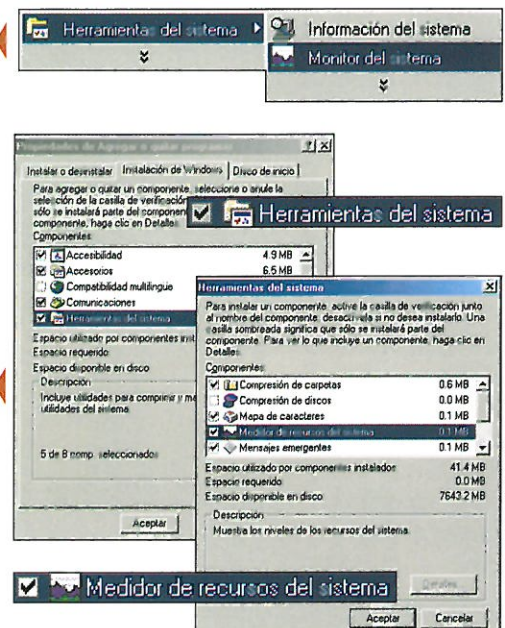 Herramientas del sistema
Información del sistema
Monitor del sistema
Propiedades de Agregar o quitar programas
Instalar o desinstalar Instalación de Windows Disco de inicio
Para agregar o quitar un componente, seleccione o anule la
selección de la casilla de verificación
sólo se instalará parte del componen
componente, haga clic en Detalles
Componentes:
Accesibilidad 4.9 MB
Accesorios 6.5 MB
Compatibilidad multilingüe
Comunicaciones
Herramientas del sistema
Espacio utilizado por componentes inst
Espacio requerido:
Espacio disponible en disco
Descripción
Incluye utilidades para comprimir y ma
utilidades del sistema.
5 de 8 comp. seleccionados
Aceptar
Herramientas del sistema
Herramientas del sistema
Para instalar un componente, active la casilla de verificación junto
al nombre del componente, desactívela si no desea instalarlo. Una
casilla sombreada significa que sólo se instalará parte del
componente. Para ver lo que incluye un componente, haga clic en
Detalles.
Componentes:
Compresión de carpetas 0.6 MB
Compresión de discos 0.0 MB
Mapa de caracteres 0.1 MB
Medidor de recursos del sistema 0.1 MB
Mensajes emergentes 0.1 MB
Espacio utilizado por componentes instalados 41.4 MB
Espacio requerido 0.0 MB
Espacio disponible en disco 7643.2 MB
Descripción
Muestra los niveles de los recursos del sistema.
Medidor de recursos del sistema
Detalles
Aceptar Cancelar